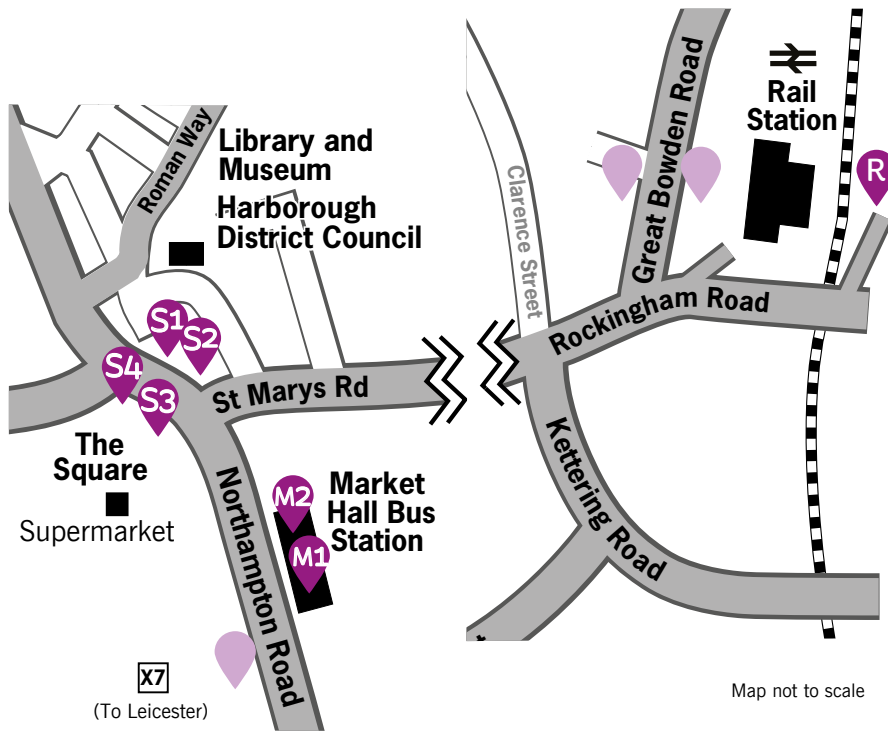 Roman Way
Library and
Museum
Harborough
District Council
S1
S2
S4
S3
St Marys Rd
The
Square
Supermarket
Northampton Road
M2
M1
Market
Hall Bus
Station
X7
(To Leicester)
Clarence Street
Great Bowden Road
Rail
Station
R
Rockingham Road
Kettering Road
Map not to scale